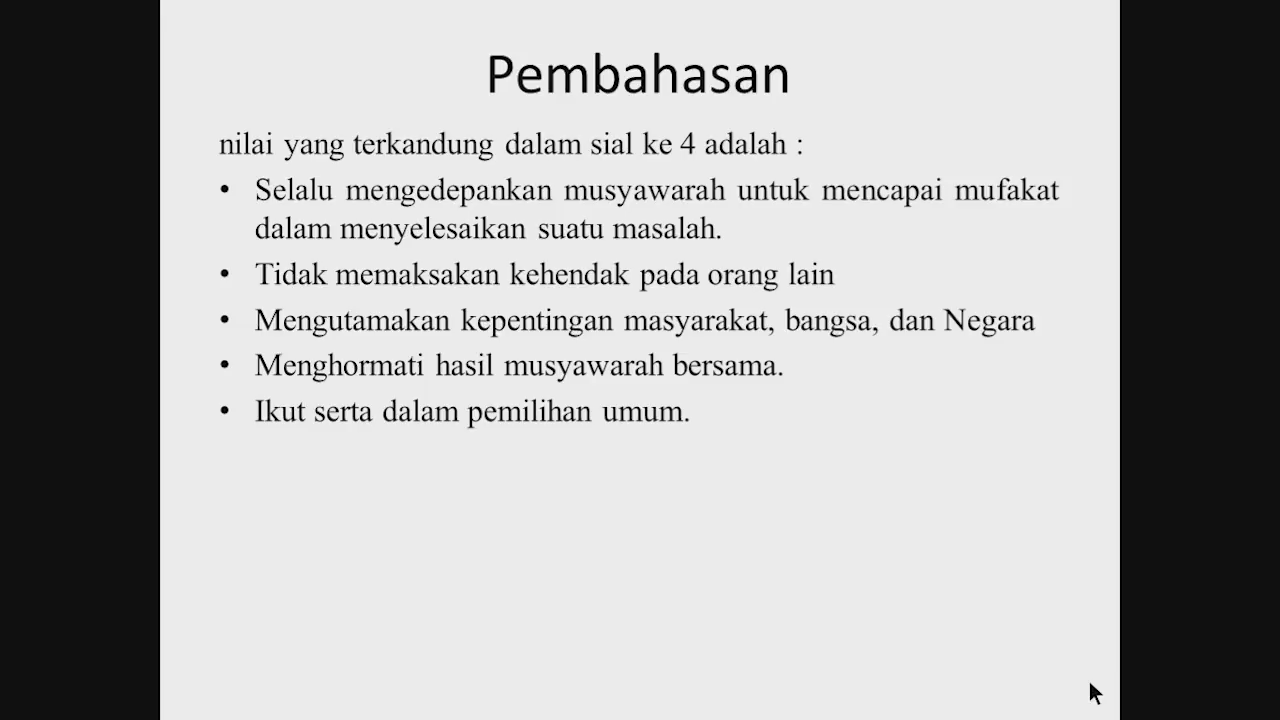 Pembahasan
nilai yang terkandung dalam sial ke 4 adalah :
• Selalu mengedepankan musyawarah untuk mencapai mufakat
dalam menyelesaikan suatu masalah.
• Tidak memaksakan kehendak pada orang lain
• Mengutamakan kepentingan masyarakat, bangsa, dan Negara
• Menghormati hasil musyawarah bersama.
• Ikut serta dalam pemilihan umum.